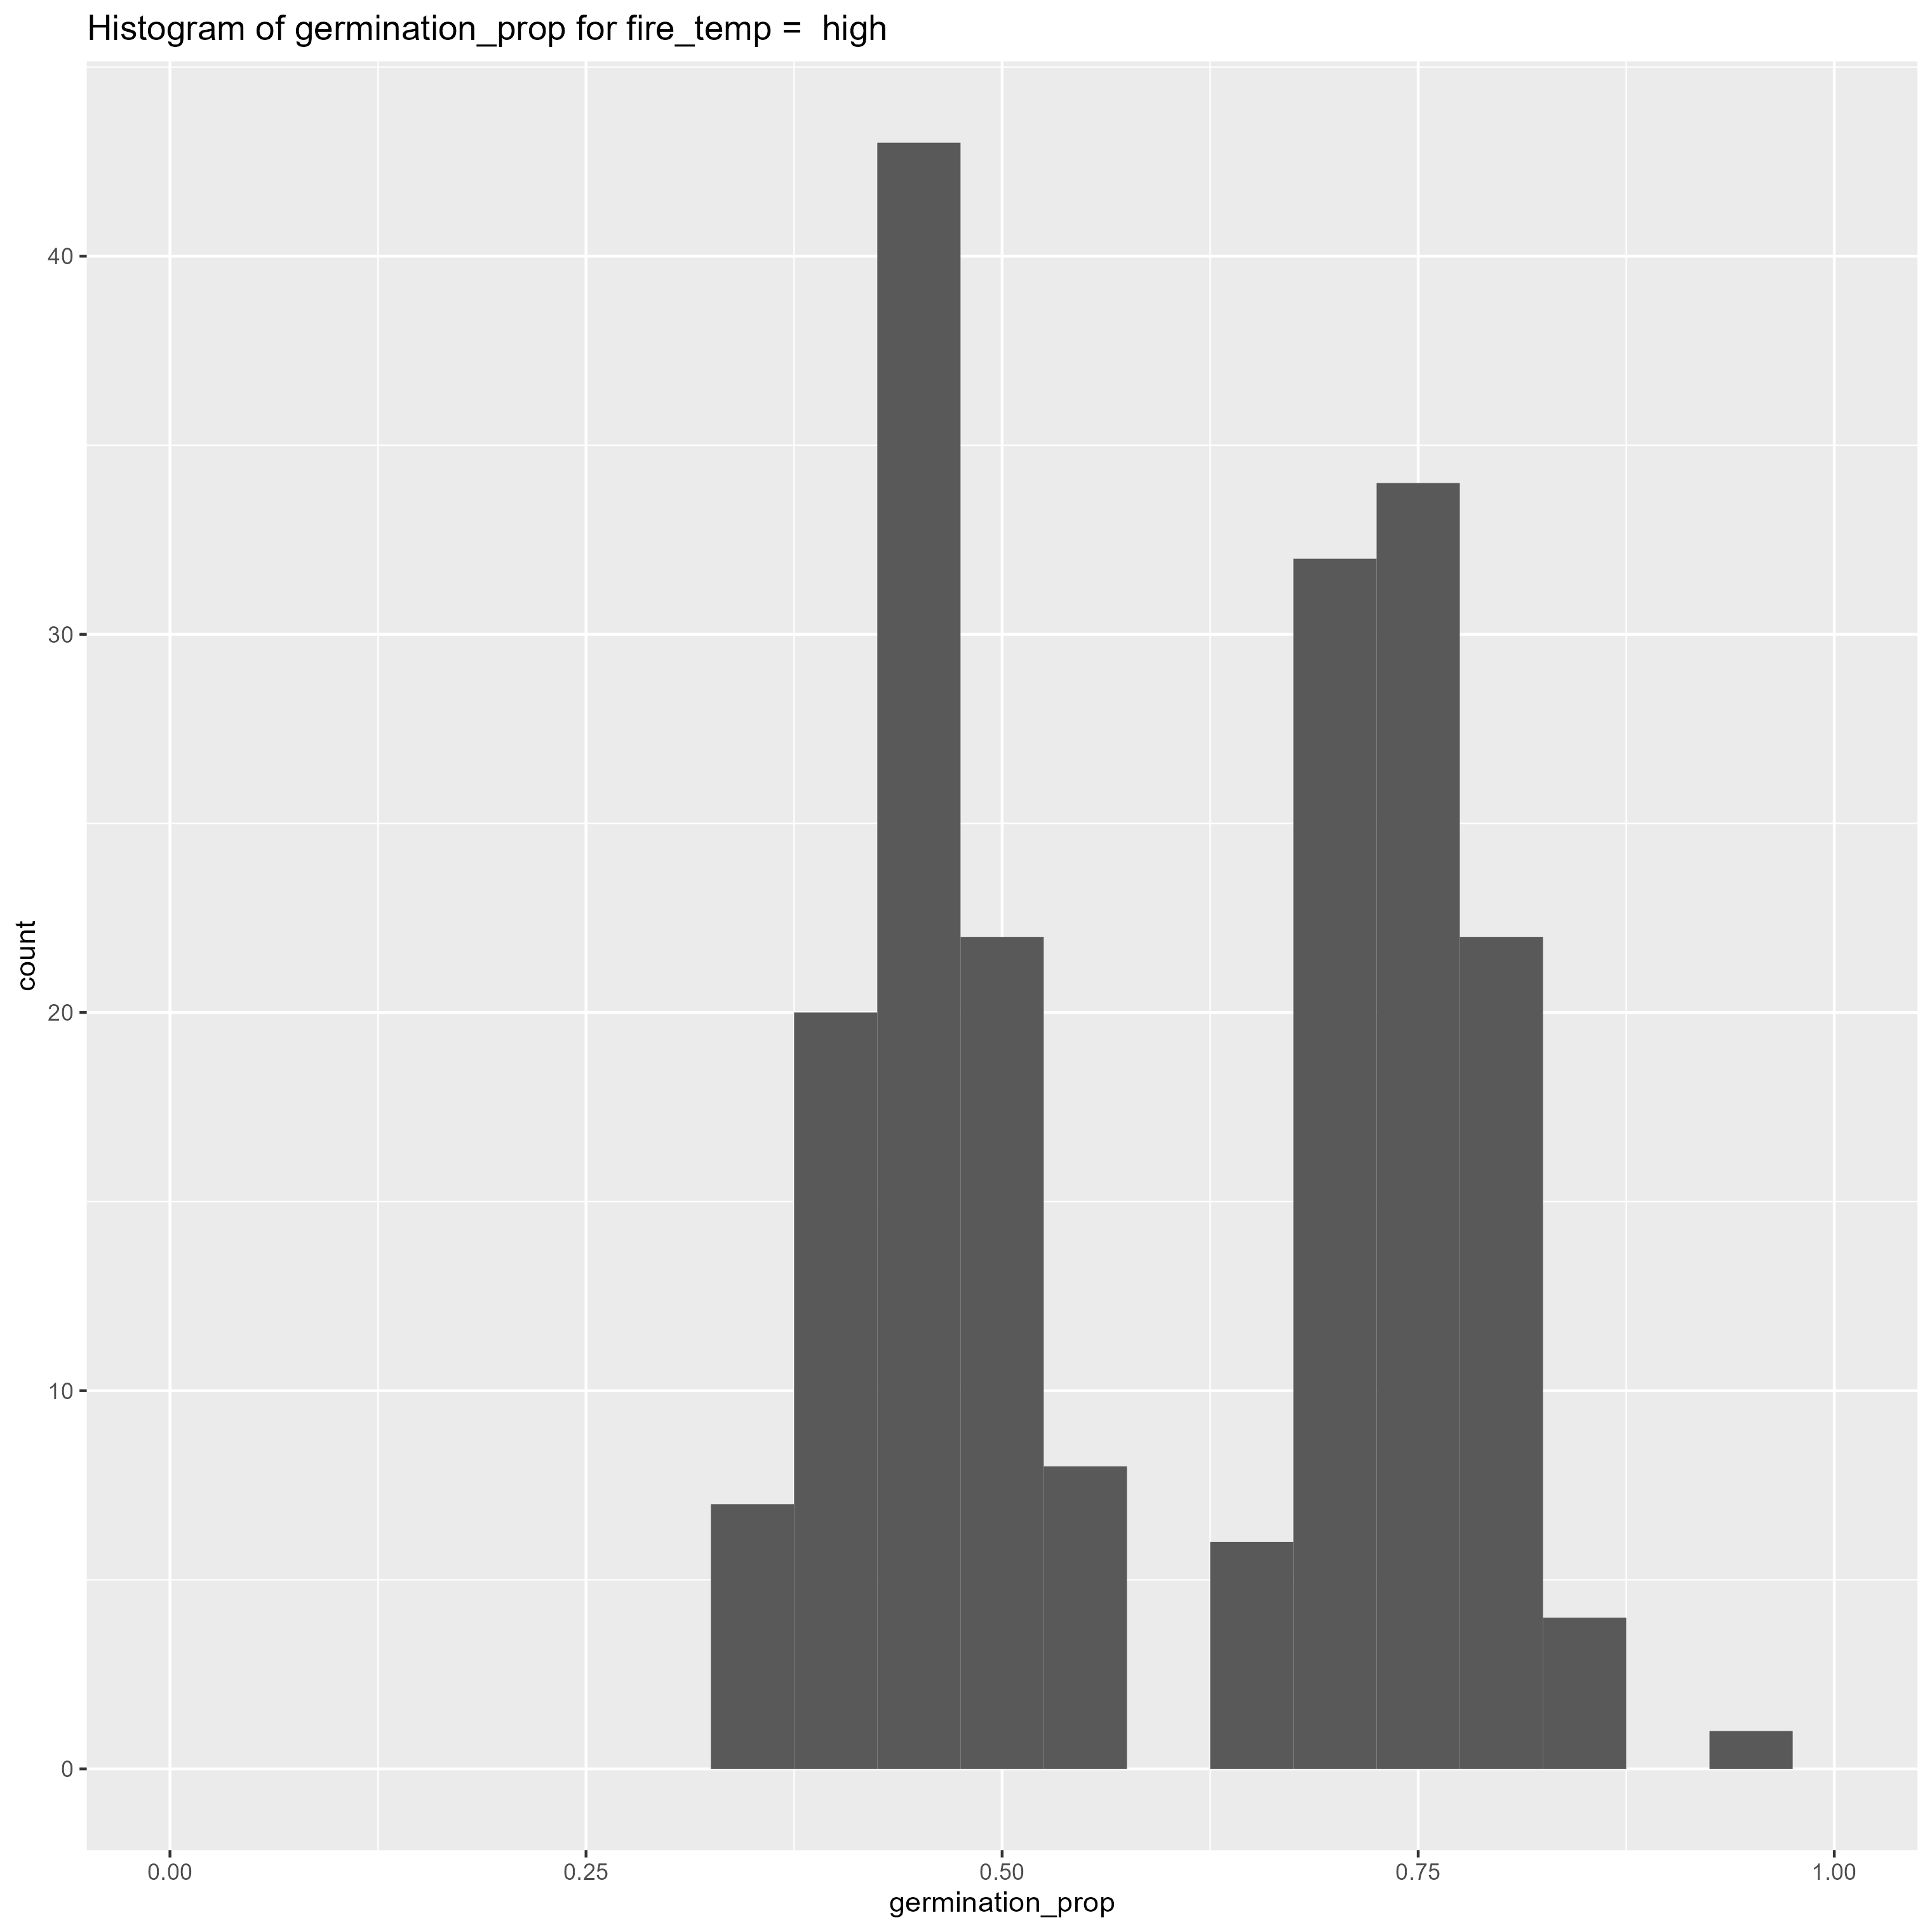 Histogram of germination_prop for fire_temp =  high
count
40
30
20
10
0
0.00 0.25 0.50 0.75 1.00
germination_prop